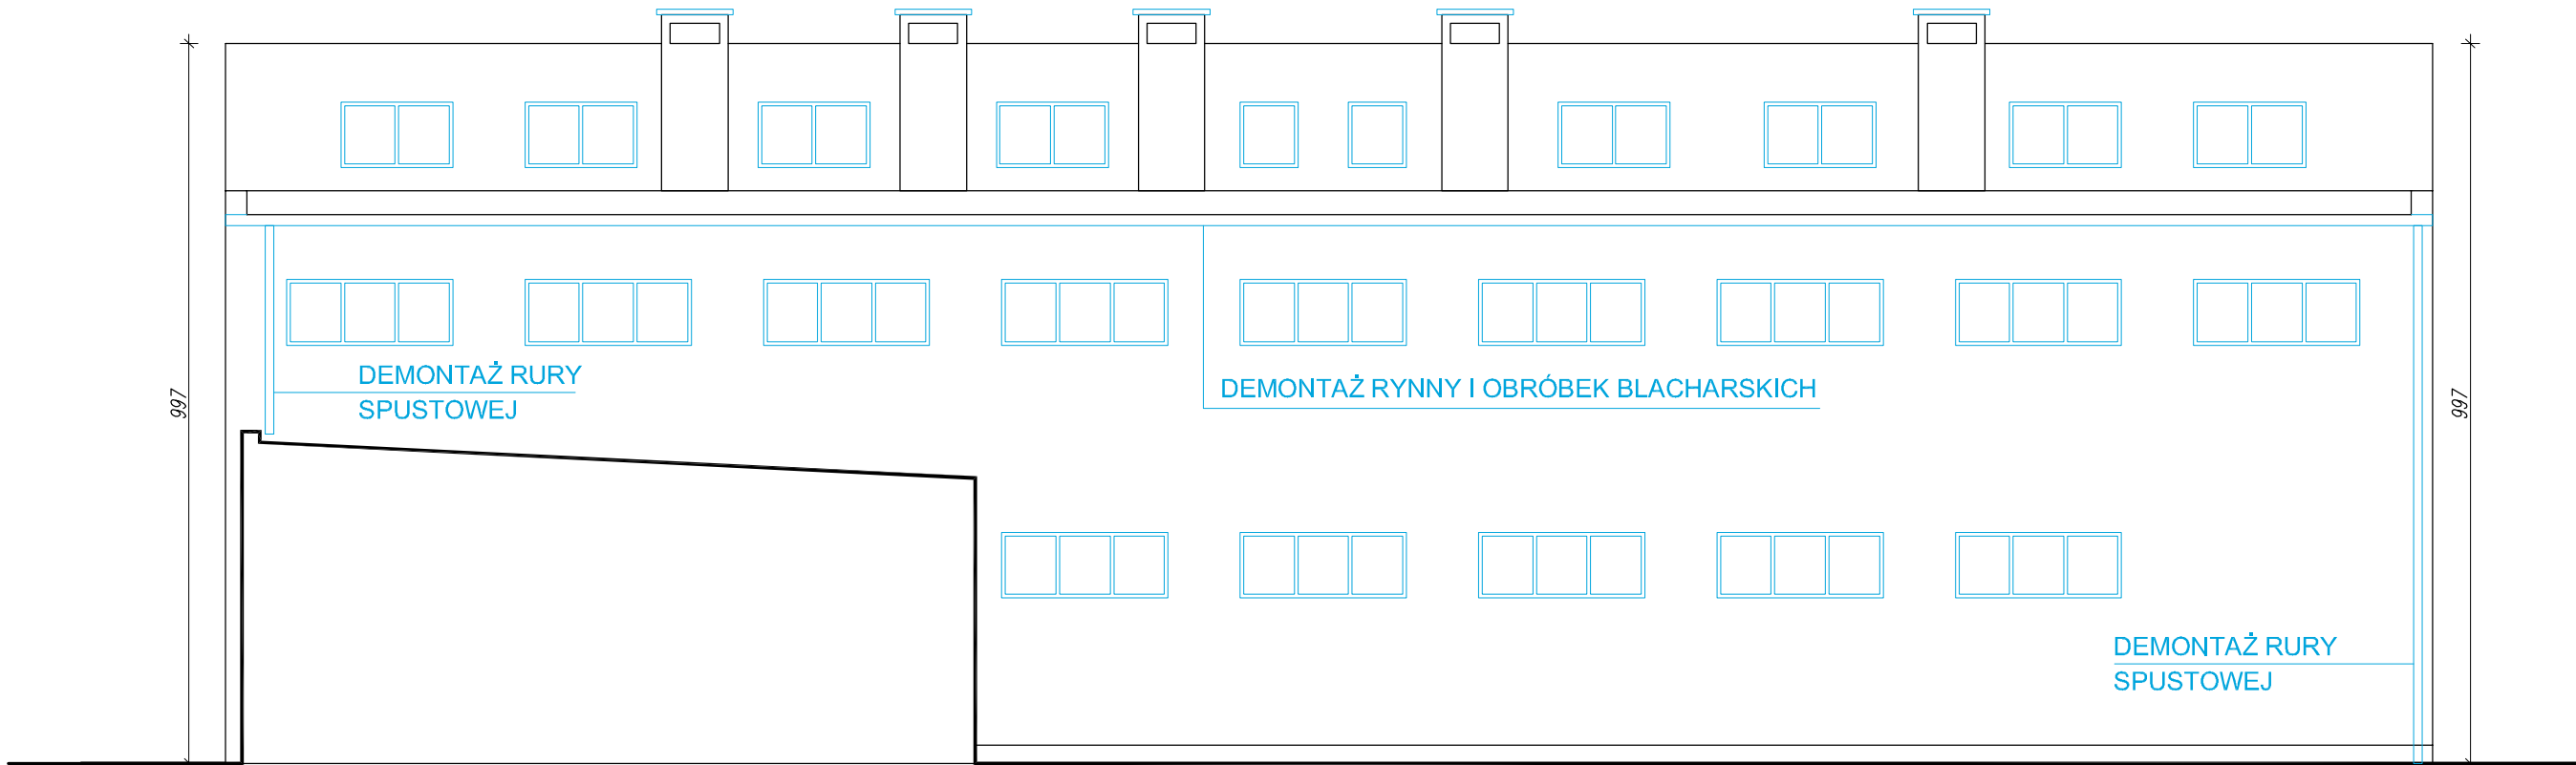 997
DEMONTAŻ RURY
SPUSTOWEJ
DEMONTAŻ RYNNY I OBRÓBEK BLACHARSKICH
997
DEMONTAŻ RURY
SPUSTOWEJ